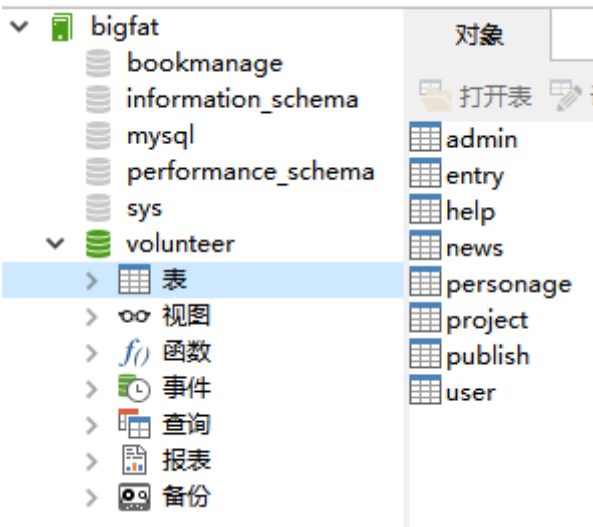 bigfat
bookmanage
information_schema
mysql
performance_schema
sys
volunteer
表
视图
函数
事件
查询
报表
备份
对象
打开表
admin
entry
help
news
personage
project
publish
user